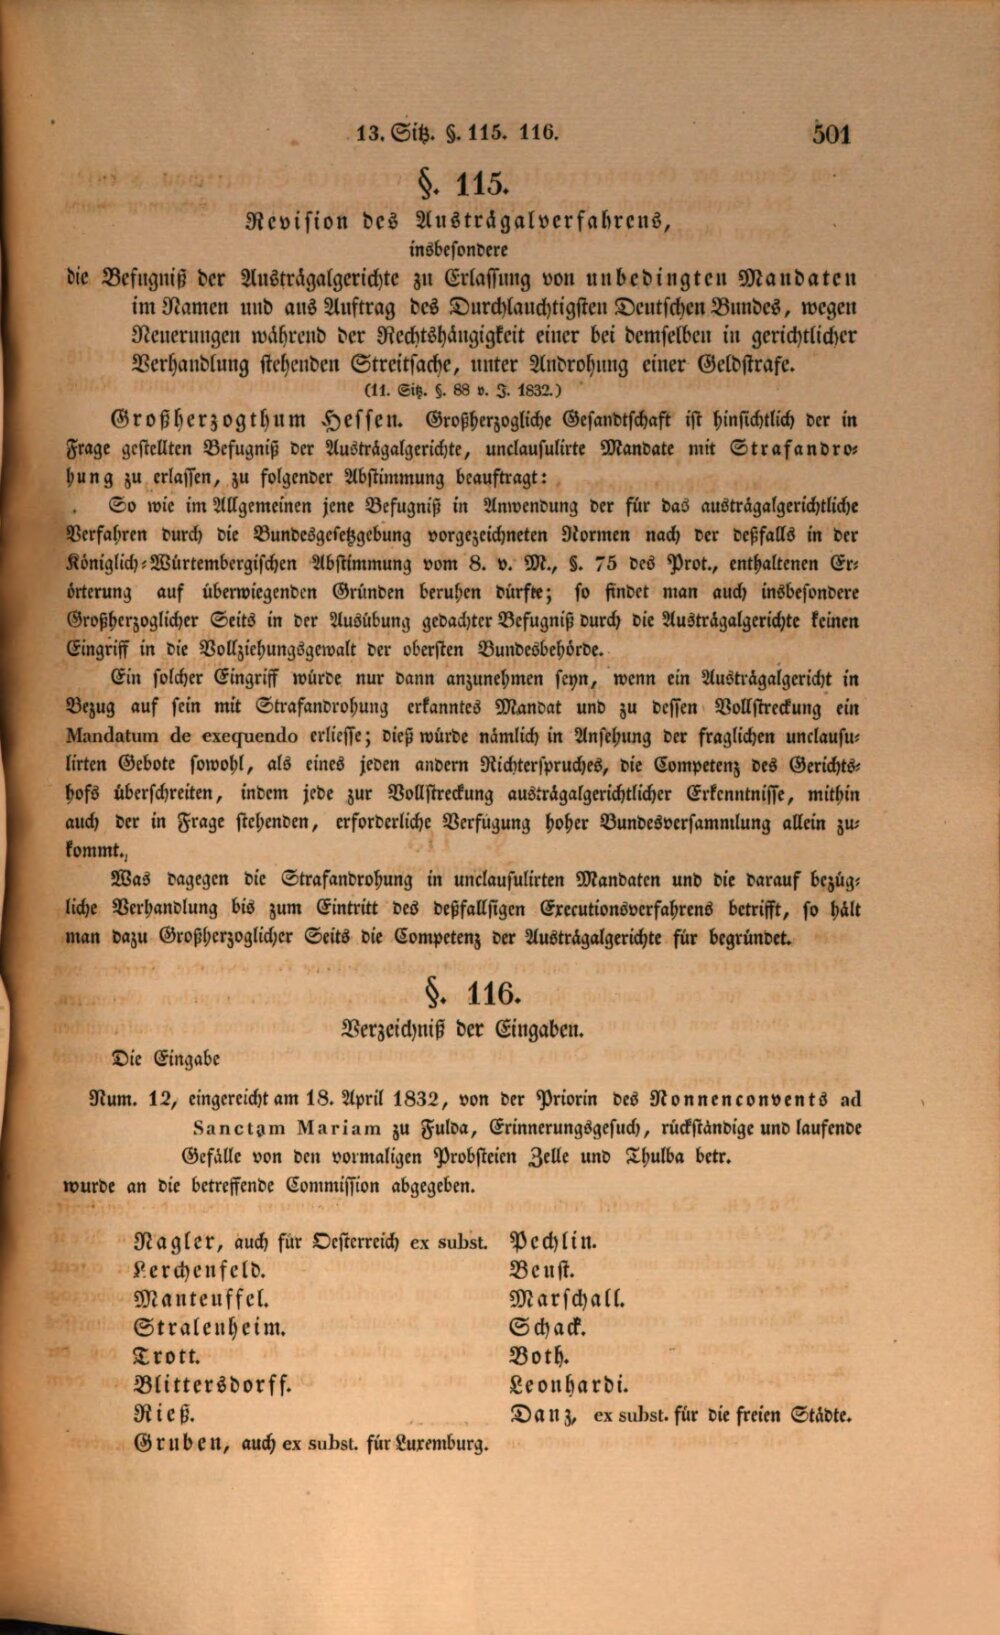 13. Sitz. §. 115. 116. 501
§. 115.
Revision des Austrägalverfahrens,
insbesondere
die Befugniß der Austrägalgerichte zu Erlassung von unbedingten Mandaten
im Namen und aus Auftrag des Durchlauchtigsten Deutschen Bundes, wegen
Neuerungen während der Rechtshängigkeit einer bei demselben in gerichtlicher
Verhandlung stehenden Streitsache, unter Androhung einer Geldstrafe.
(11. Sitz. §. 88 v. J. 1832.)
Großherzogthum Hessen. Großherzogliche Gesandtschaft ist hinsichtlich der in
Frage gestellten Befugniß der Austrägalgerichte, unclausulirte Mandate mit Strafandro-
hung zu erlassen, zu folgender Abstimmung beauftragt:
So wie im Allgemeinen jene Befugniß in Anwendung der für das austrägalgerichtliche
Verfahren durch die Bundesgesetzgebung vorgezeichneten Normen nach der deßfalls in der
Königlich-Würtembergischen Abstimmung vom 8. v. M., §. 75 des Prot., enthaltenen Er-
örterung auf überwiegenden Gründen beruhen dürfte; so findet man auch insbesondere
Großherzoglicher Seits in der Ausübung gedachter Befugniß durch die Austrägalgerichte keinen
Eingriff in die Vollziehungsgewalt der obersten Bundesbehörde.
Ein solcher Eingriff würde nur dann anzunehmen seyn, wenn ein Austrägalgericht in
Bezug auf sein mit Strafandrohung erkanntes Mandat und zu dessen Vollstreckung ein
Mandatum de exequendo erliesse; dieß würde nämlich in Ansehung der fraglichen unclausu-
lirten Gebote sowohl, als eines jeden andern Richterspruches, die Competenz des Gerichts-
hofs überschreiten, indem jede zur Vollstreckung austrägalgerichtlicher Erkenntnisse, mithin
auch der in Frage stehenden, erforderliche Verfügung hoher Bundesversammlung allein zu-
kommt.
Was dagegen die Strafandrohung in unclausulirten Mandaten und die darauf bezüg-
liche Verhandlung bis zum Eintritt des deßfallsigen Executionsverfahrens betrifft, so hält
man dazu Großherzoglicher Seits die Competenz der Austrägalgerichte für begründet.
§. 116.
Verzeichniß der Eingaben.
Die Eingabe
Num. 12, eingereicht am 18. April 1832, von der Priorin des Nonnenconvents ad
Sanctam Mariam zu Fulda, Erinnerungsgesuch, rückständige und laufende
Gefälle von den vormaligen Probsteien Zelle und Thulba betr.
wurde an die betreffende Commission abgegeben.
Nagler, auch für Oesterreich ex subst.
Lerchenfeld.
Manteuffel.
Stralenheim.
Trott.
Blittersdorff.
Rieß.
Gruben, auch ex subst. für Luxemburg.
Pechlin.
Beust.
Marschall.
Schack.
Both.
Leonhardi.
Danz, ex subst. für die freien Städte.